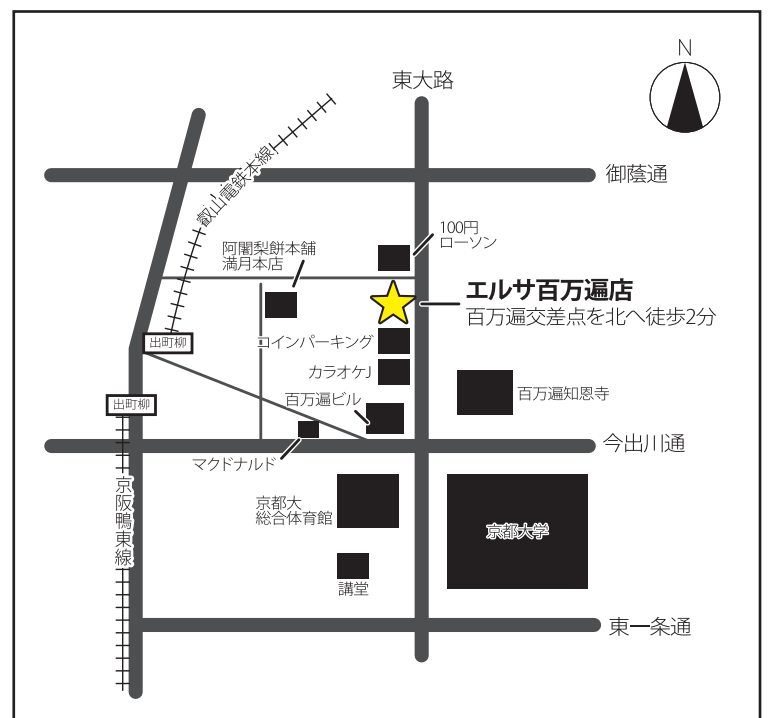 N
東大路
御蔭通
叡山電鉄本線
100円
ローソン
阿闍梨餅本舗
満月本店
エルサ百万遍店
百万遍交差点を北へ徒歩2分
コインパーキング
出町柳
カラオケJ
百万遍知恩寺
百万遍ビル
出町柳
今出川通
マクドナルド
京阪鴨東線
京都大
総合体育館
京都大学
講堂
東一条通